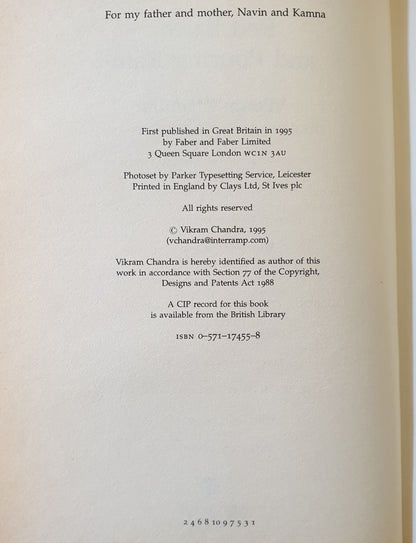 For my father and mother, Navin and Kamna
First published in Great Britain in 1995
by Faber and Faber Limited
3 Queen Square London WC1N 3AU
Photoset by Parker Typesetting Service, Leicester
Printed in England by Clays Ltd, St Ives plc
All rights reserved
© Vikram Chandra, 1995
(vchandra@interramp.com)
Vikram Chandra is hereby identified as author of this
work in accordance with Section 77 of the Copyright,
Designs and Patents Act 1988
A CIP record for this book
is available from the British Library
ISBN 0–571–17455–8
2 4 6 8 10 9 7 5 3 1